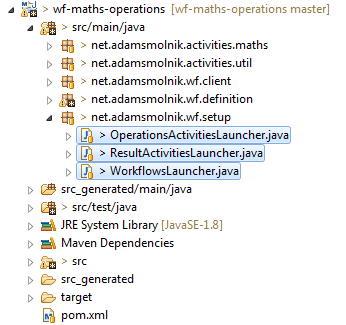 > wf-maths-operations [wf-maths-operations master]
> src/main/java
> net.adamsmolnik.activities.maths
> net.adamsmolnik.activities.util
> net.adamsmolnik.wf.client
> net.adamsmolnik.wf.definition
> net.adamsmolnik.wf.setup
> OperationsActivitiesLauncher.java
> ResultActivitiesLauncher.java
> WorkflowsLauncher.java
src_generated/main/java
> src/test/java
JRE System Library [JavaSE-1.8]
Maven Dependencies
> src
src_generated
target
pom.xml